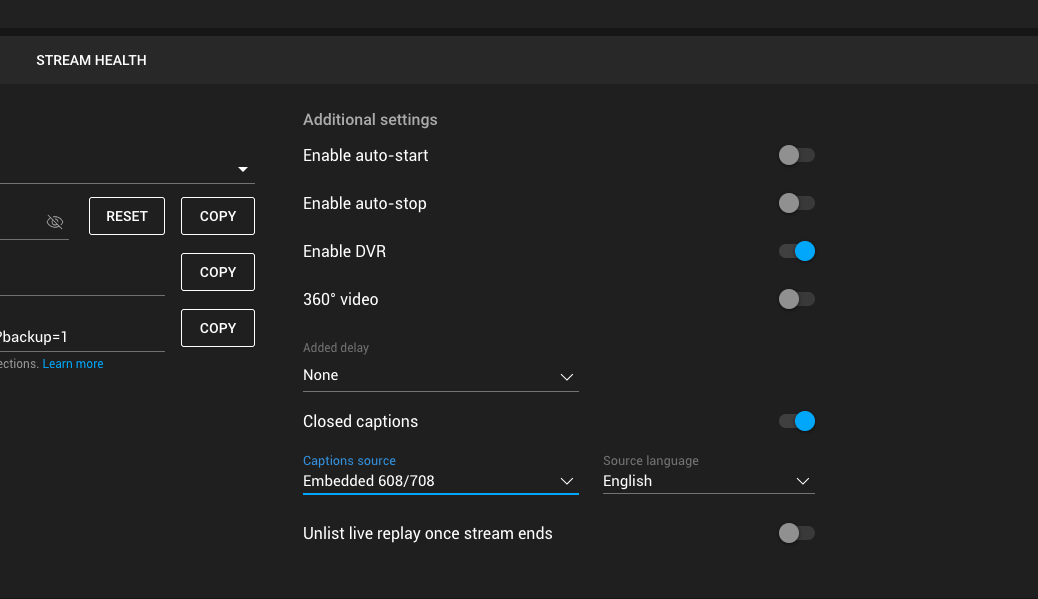 STREAM HEALTH
RESET
COPY
COPY
?backup=1
COPY
ections. Learn more
Additional settings
Enable auto-start
Enable auto-stop
Enable DVR
360° video
Added delay
None
Closed captions
Captions source
Embedded 608/708
Source language
English
Unlist live replay once stream ends